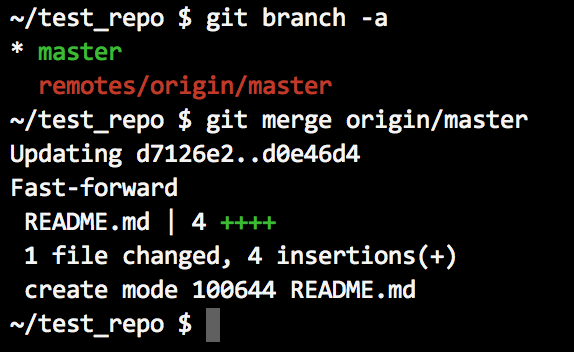 ~/test_repo $ git branch -a
* master
  remotes/origin/master
~/test_repo $ git merge origin/master
Updating d7126e2..d0e46d4
Fast-forward
 README.md | 4 ++++
 1 file changed, 4 insertions(+)
 create mode 100644 README.md
~/test_repo $